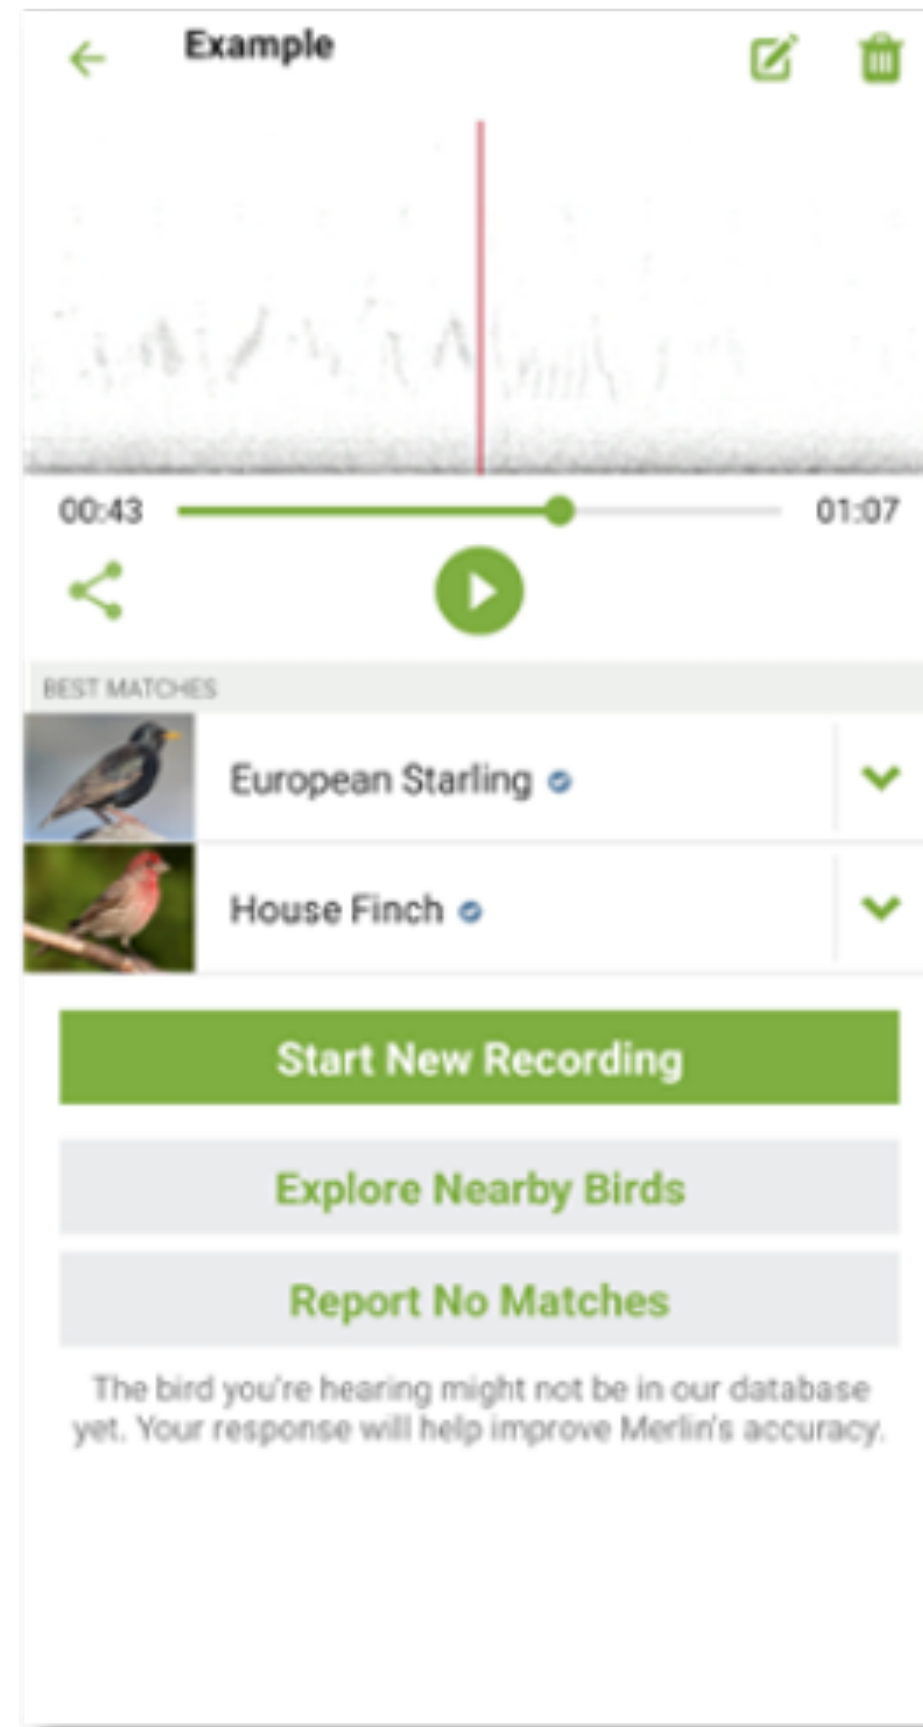 Example
00:43
01:07
BEST MATCHES
European Starling
House Finch
Start New Recording
Explore Nearby Birds
Report No Matches
The bird you're hearing might not be in our database
yet. Your response will help improve Merlin's accuracy.